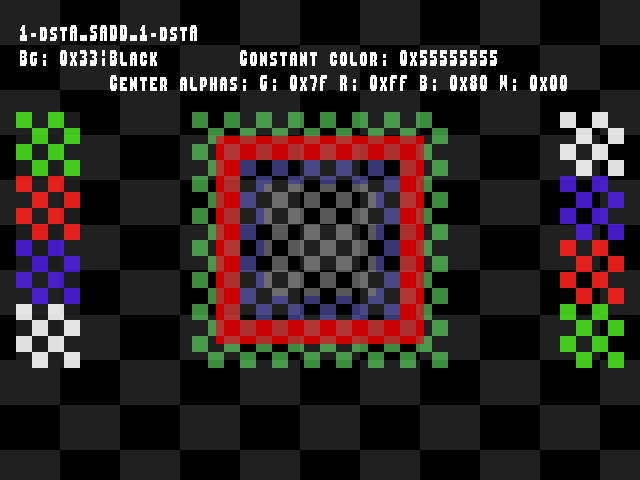 1-dstA_SADD_1-dstA
Bg: 0x33¦Black Constant color: 0x55555555
Center alphas: G: 0x7f R: 0xff B: 0x80 W: 0x00